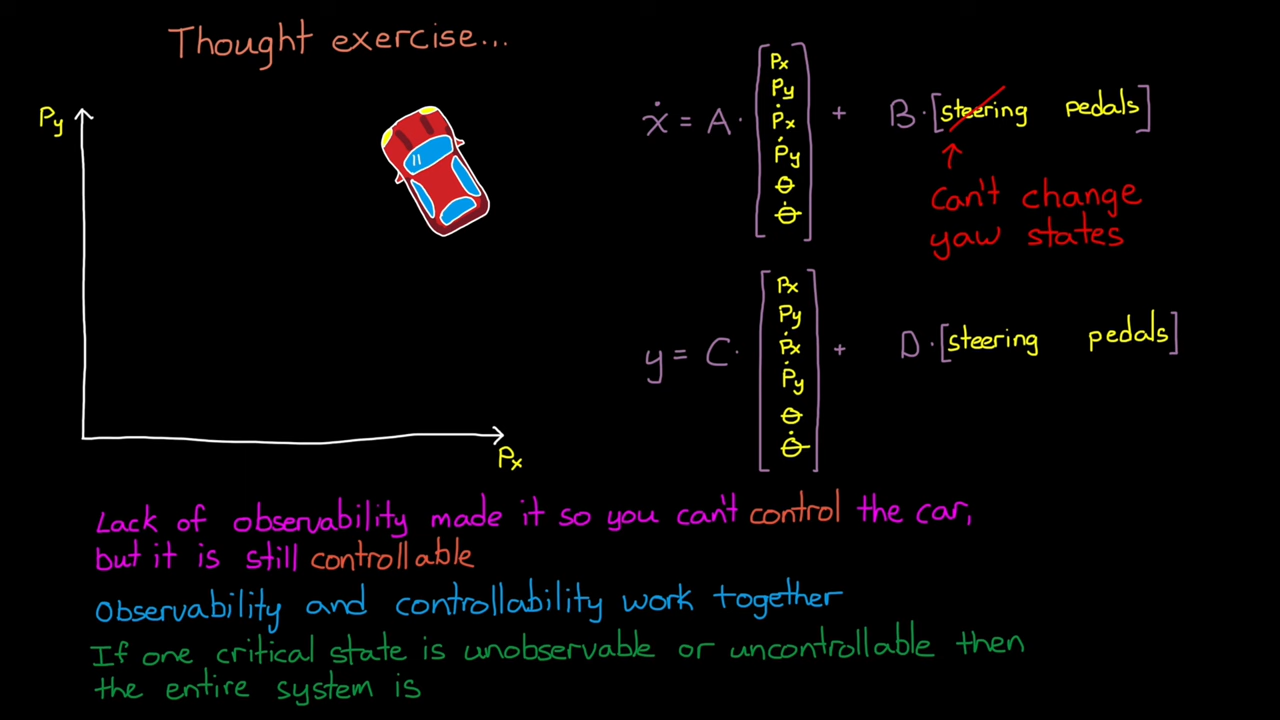 Thought exercise...
Py
Px
ẋ = A · [Px Py Ṗx Ṗy θ θ̇] + B · [steering pedals]
Can't change
yaw states
y = C · [Px Py Ṗx Ṗy θ θ̇] + D · [steering pedals]
Lack of observability made it so you can't control the car,
but it is still controllable
Observability and controllability work together
If one critical state is unobservable or uncontrollable then
the entire system is